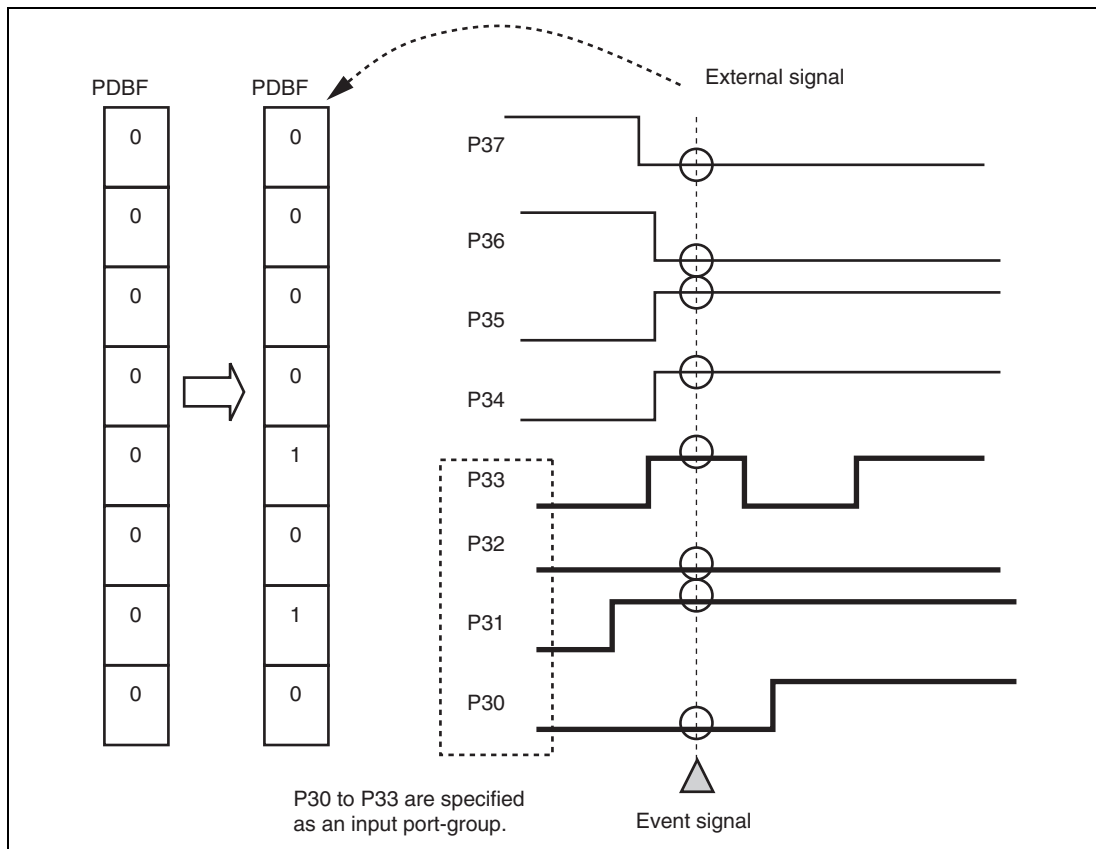 External signal
PDBF PDBF
0 0 P37
0 0 P36
0 0 P35
0 0 P34
0 1 P33
0 0 P32
0 1 P31
0 0 P30
P30 to P33 are specified
as an input port-group.
Event signal